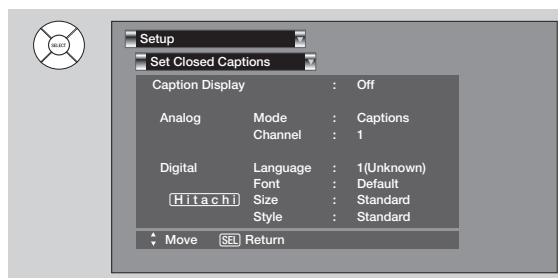 SELECT
Setup
Set Closed Captions
Caption Display : Off
Analog Mode : Captions
Channel : 1
Digital Language : 1(Unknown)
Font : Default
Hitachi Size : Standard
Style : Standard
Move SEL Return